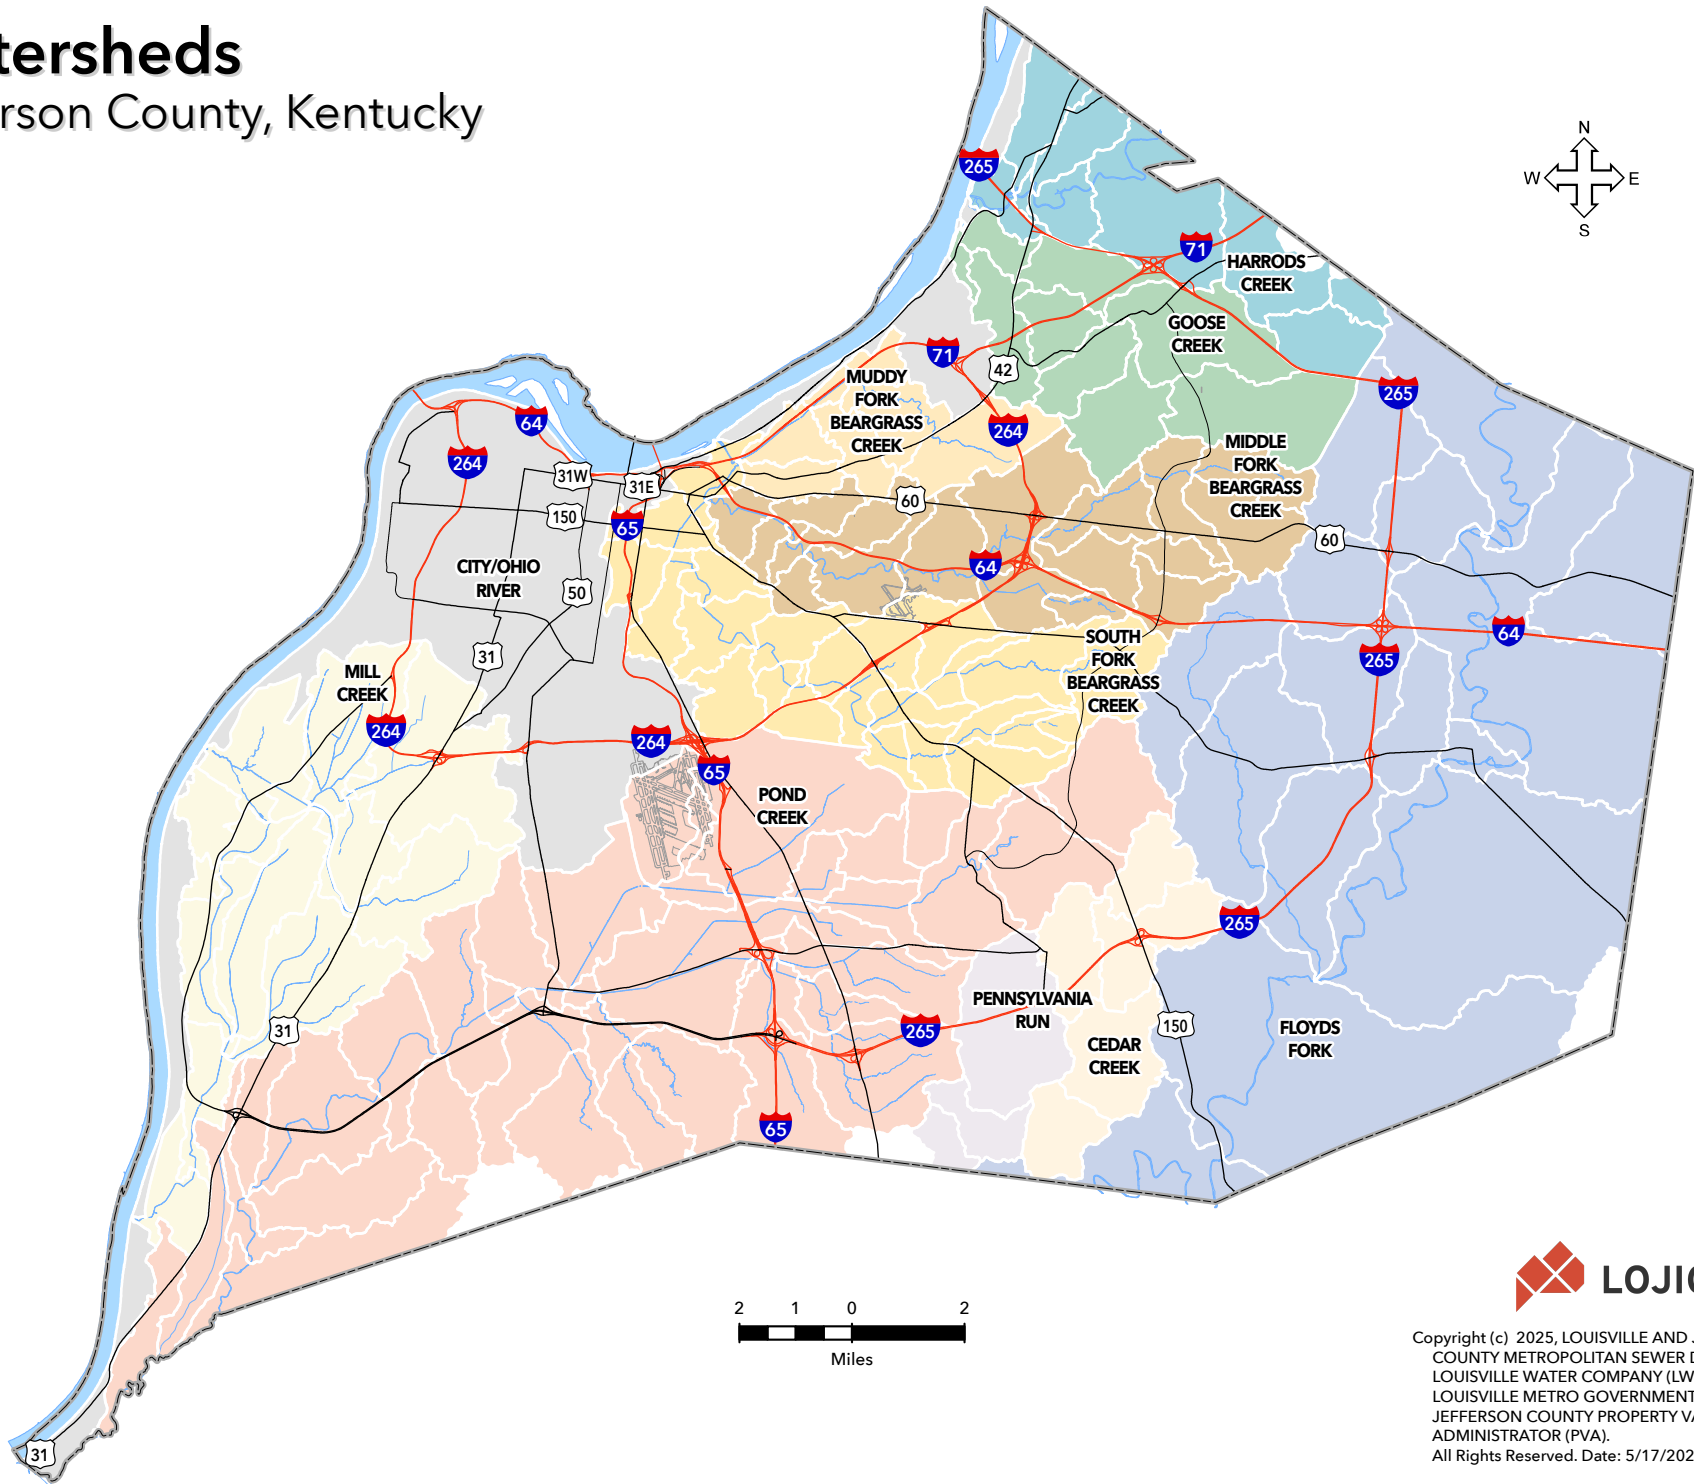 tersheds
rson County, Kentucky
N
W E
S
265
71
HARRODS
CREEK
GOOSE
CREEK
71
42
MUDDY
FORK
BEARGRASS
CREEK
265
64
264
264
MIDDLE
FORK
BEARGRASS
CREEK
31W
31E
60
150
65
60
64
CITY/OHIO
RIVER
50
64
SOUTH
FORK
BEARGRASS
CREEK
31
265
MILL
CREEK
264
264
65
POND
CREEK
265
PENNSYLVANIA
RUN
31
265
150
FLOYDS
FORK
CEDAR
CREEK
65
2 1 0 2
Miles
LOJIC
Copyright (c) 2025, LOUISVILLE AND
COUNTY METROPOLITAN SEWER
LOUISVILLE WATER COMPANY (LW
LOUISVILLE METRO GOVERNMENT
JEFFERSON COUNTY PROPERTY VA
ADMINISTRATOR (PVA).
All Rights Reserved. Date: 5/17/202
31